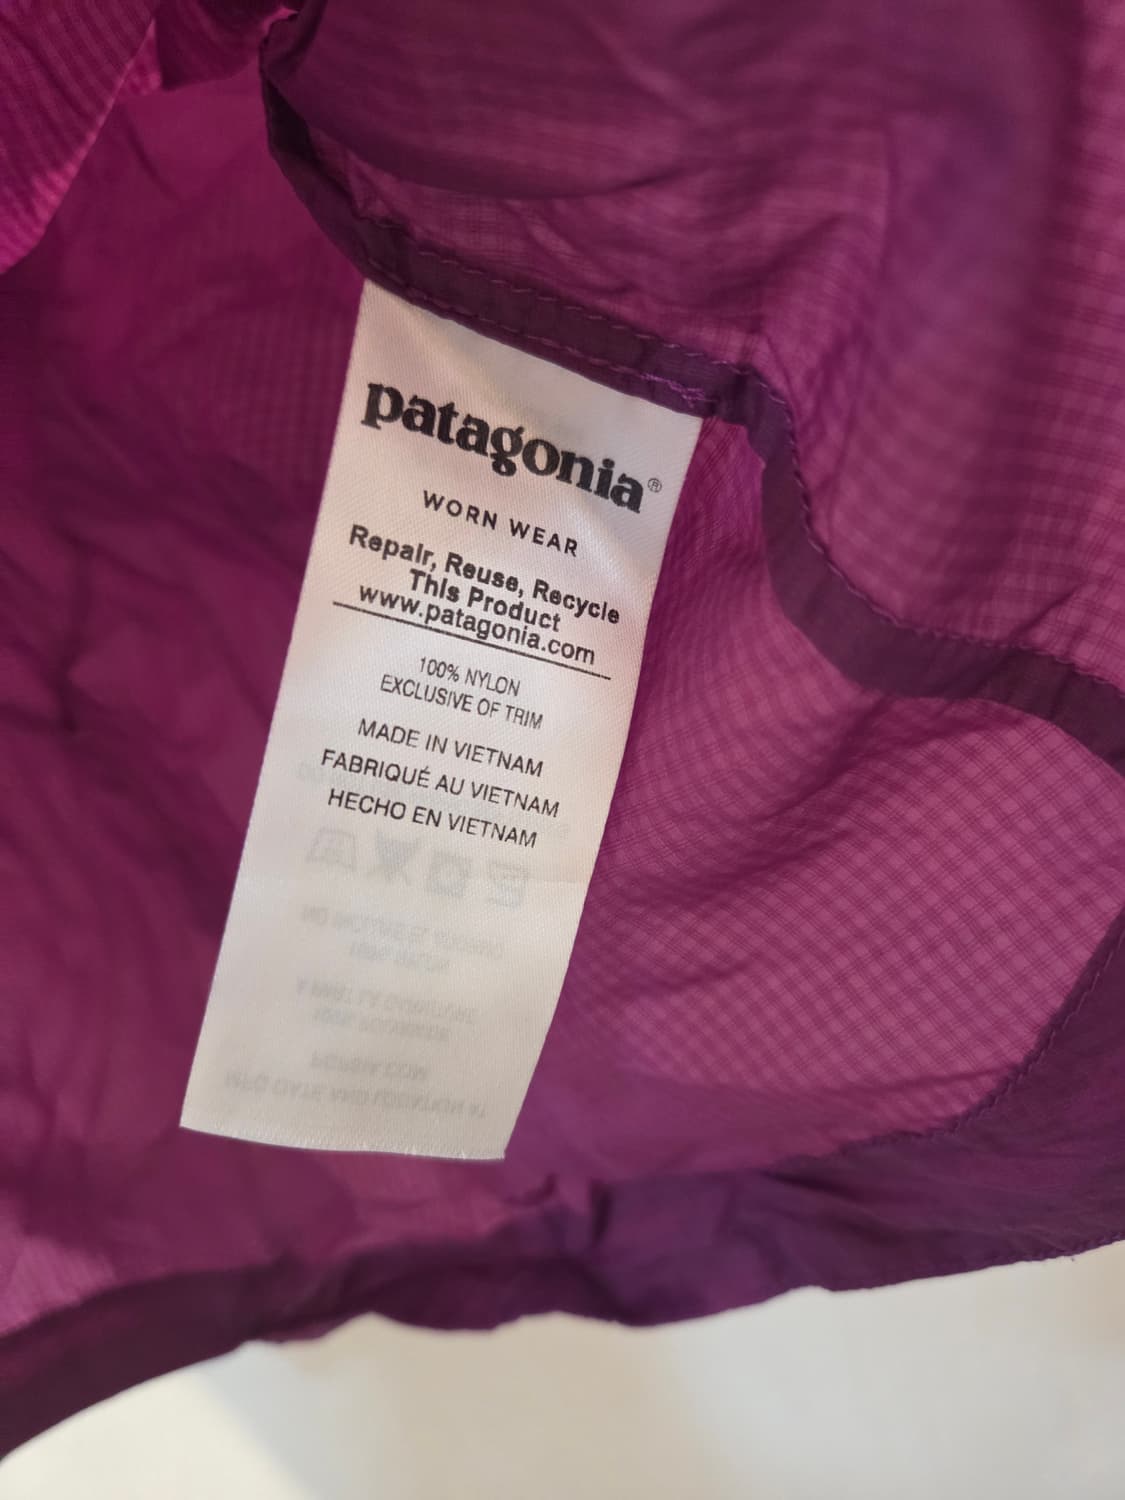 patagonia®
WORN WEAR
Repair, Reuse, Recycle
This Product
www.patagonia.com
100% NYLON
EXCLUSIVE OF TRIM
MADE IN VIETNAM
FABRIQUÉ AU VIETNAM
HECHO EN VIETNAM